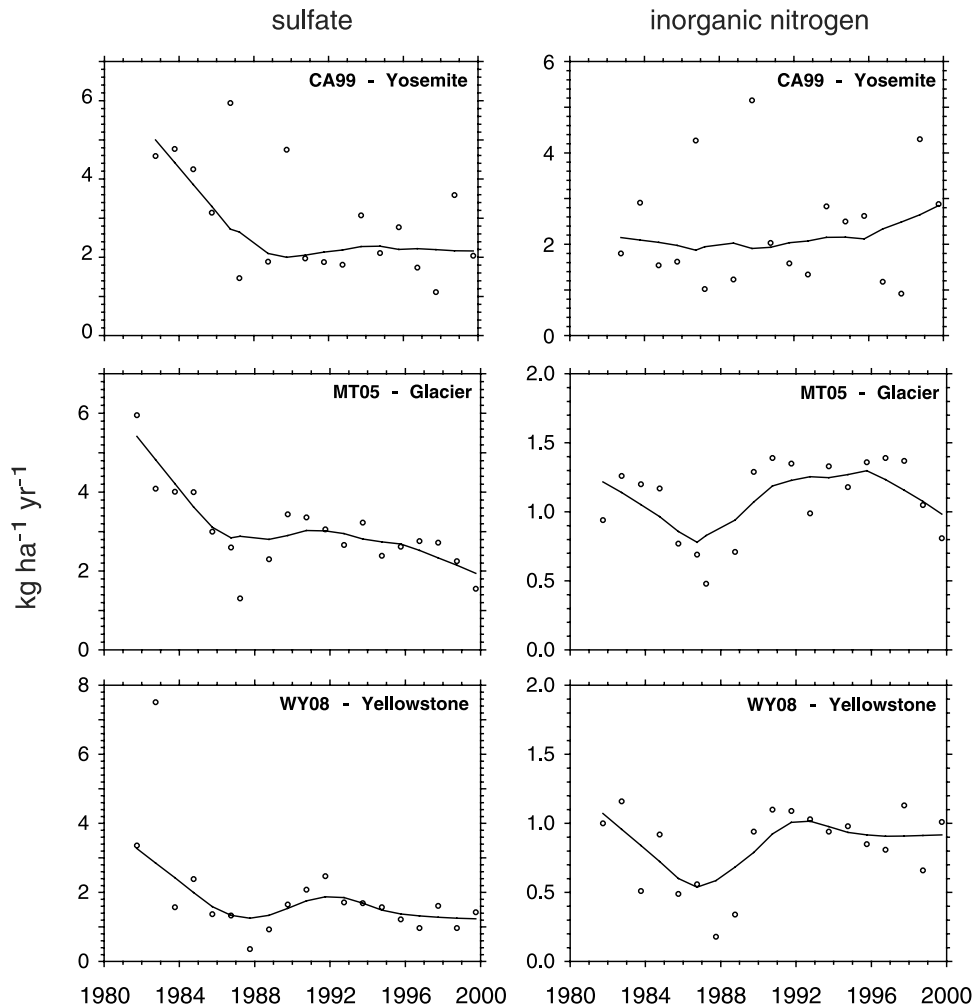 sulfate inorganic nitrogen
CA99 - Yosemite CA99 - Yosemite
6 6
4 4
2 2
0 0
MT05 - Glacier MT05 - Glacier
2.0
6 1.5
4 1.0
2 0.5
0 0.0
kg ha⁻¹ yr⁻¹
WY08 - Yellowstone WY08 - Yellowstone
8 2.0
6 1.5
4 1.0
2 0.5
0 0.0
1980 1984 1988 1992 1996 2000 1980 1984 1988 1992 1996 2000